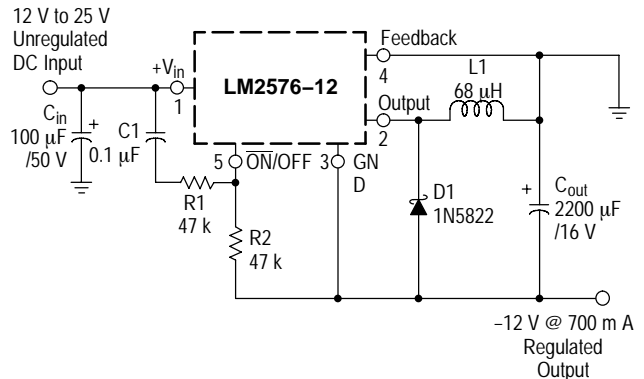 12 V to 25 V
Unregulated
DC Input
+Vin
1
LM2576–12
Feedback
4
L1
68 µH
Output
2
Cin
100 µF
/50 V
+
C1
0.1 µF
5
ON/OFF
3
GN
D
R1
47 k
R2
47 k
D1
1N5822
+
Cout
2200 µF
/16 V
–12 V @ 700 m A
Regulated
Output